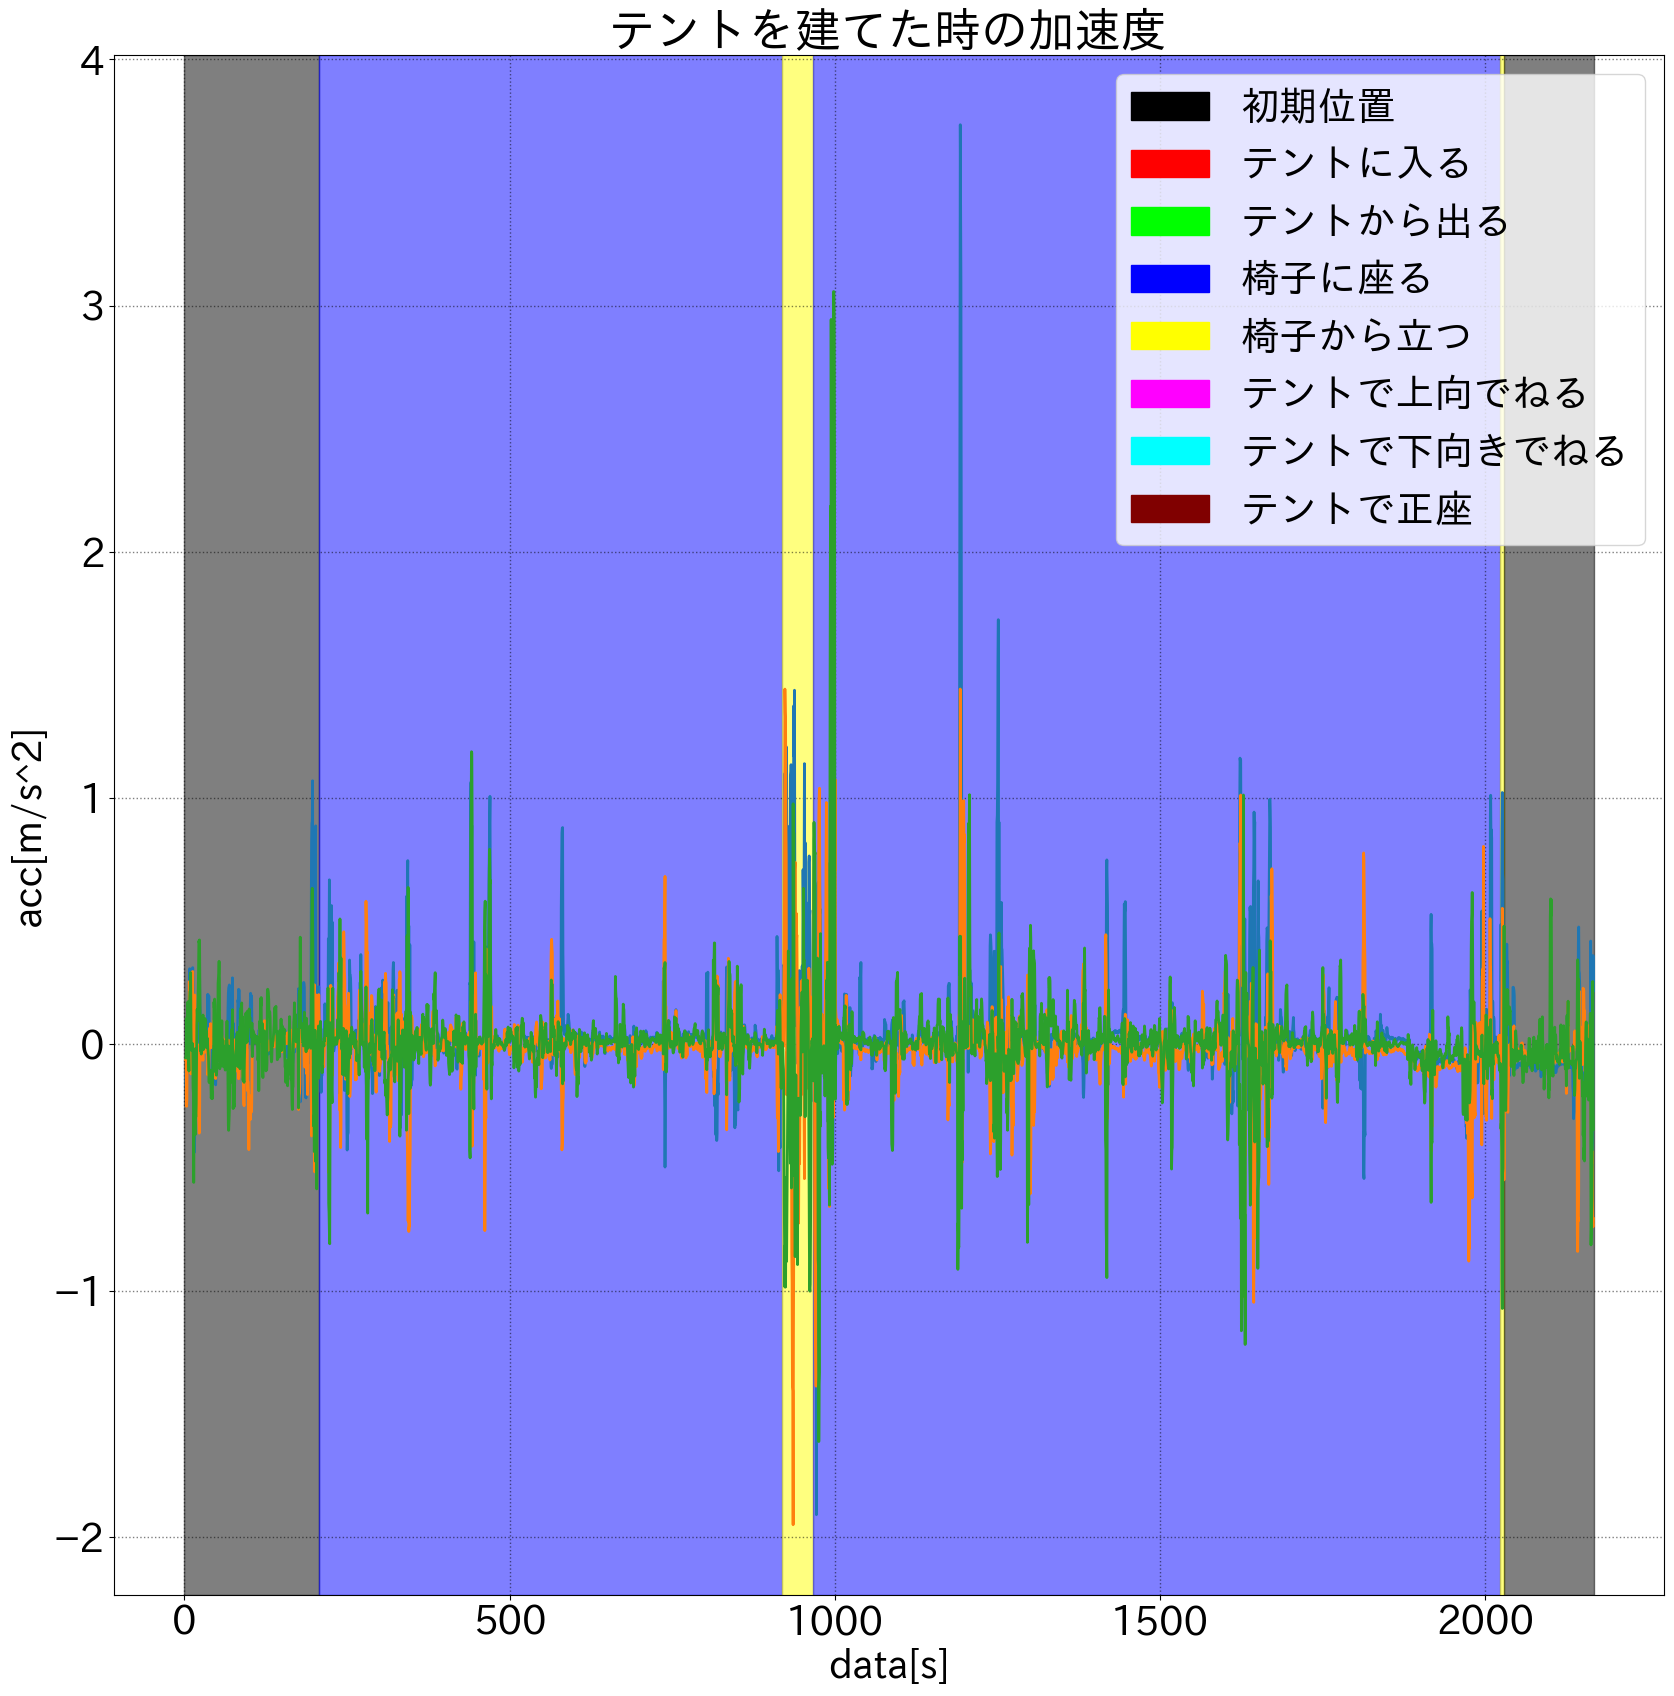 テントを建てた時の加速度
4
3
2
1
0
−1
−2
acc[m/s^2]
初期位置
テントに入る
テントから出る
椅子に座る
椅子から立つ
テントで上向でねる
テントで下向きでねる
テントで正座
0 500 1000 1500 2000
data[s]